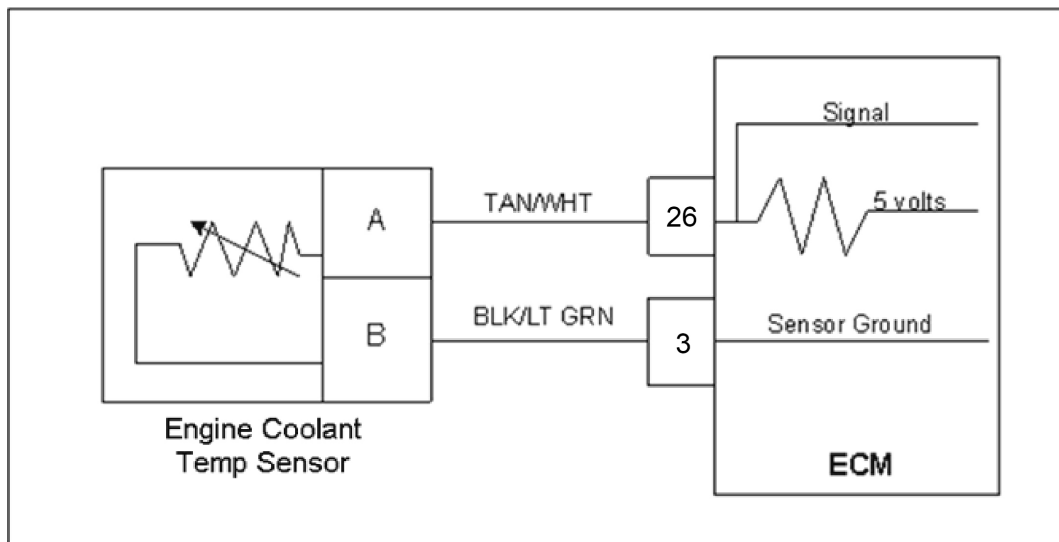 Signal
A
TAN/WHT
26
5 volts
B
BLK/LT GRN
3
Sensor Ground
Engine Coolant
Temp Sensor
ECM